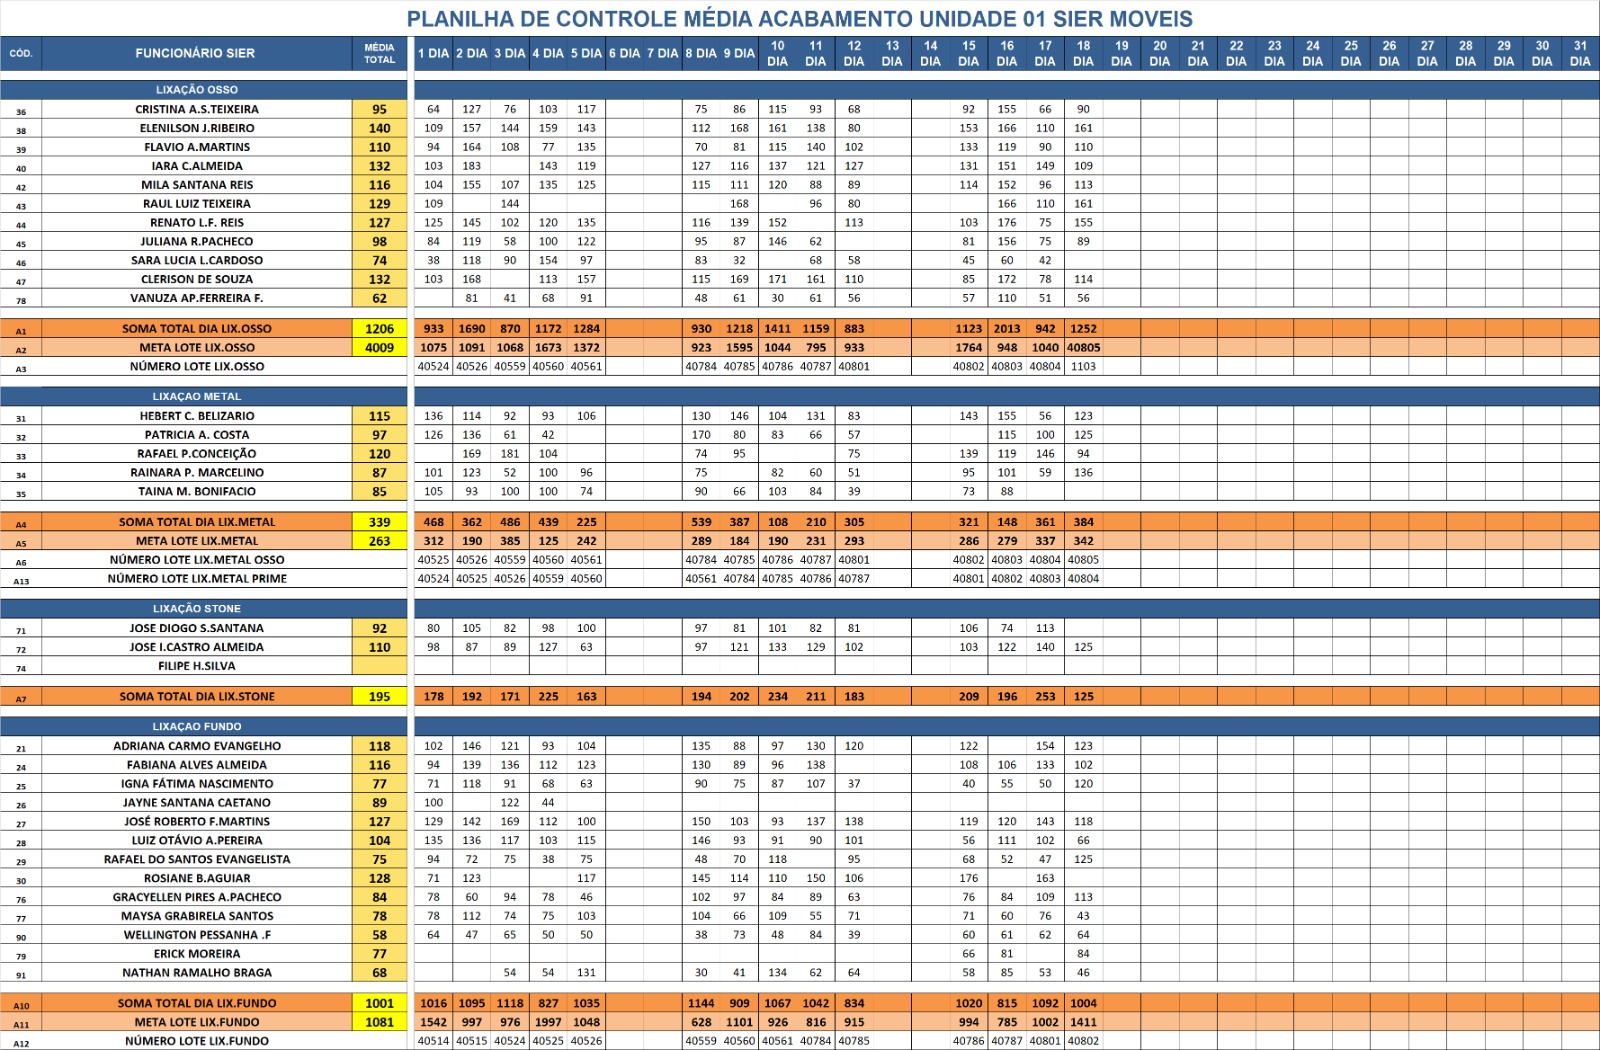 PLANILHA DE CONTROLE MÉDIA ACABAMENTO UNIDADE 01 SIER MOVEIS
CÓD. FUNCIONÁRIO SIER MÉDIA TOTAL 1 DIA 2 DIA 3 DIA 4 DIA 5 DIA 6 DIA 7 DIA 8 DIA 9 DIA 10 DIA 11 DIA 12 DIA 13 DIA 14 DIA 15 DIA 16 DIA 17 DIA 18 DIA 19 DIA 20 DIA 21 DIA 22 DIA 23 DIA 24 DIA 25 DIA 26 DIA 27 DIA 28 DIA 29 DIA 30 DIA 31 DIA
LIXAÇÃO OSSO
36 CRISTINA A.S.TEIXEIRA 95 64 127 76 103 117 75 86 115 93 68 92 155 66 90
38 ELENILSON J.RIBEIRO 140 109 157 144 159 143 112 168 161 138 80 153 166 110 161
39 FLAVIO A.MARTINS 110 94 164 108 77 135 70 81 115 140 102 133 119 90 110
40 IARA C.ALMEIDA 132 103 183 143 119 127 116 137 121 127 131 151 149 109
42 MILA SANTANA REIS 116 104 155 107 135 125 115 111 120 88 89 114 152 96 113
43 RAUL LUIZ TEIXEIRA 129 109 144 168 96 80 166 110 161
44 RENATO L.F. REIS 127 125 145 102 120 135 116 139 152 113 103 176 75 155
45 JULIANA R.PACHECO 98 84 119 58 100 122 95 87 146 62 81 156 75 89
46 SARA LUCIA L.CARDOSO 74 38 118 90 154 97 83 32 68 58 45 60 42
47 CLERISON DE SOUZA 132 103 168 113 157 115 169 171 161 110 85 172 78 114
78 VANUZA AP.FERREIRA F. 62 81 41 68 91 48 61 30 61 56 57 110 51 56
A1 SOMA TOTAL DIA LIX.OSSO 1206 933 1690 870 1172 1284 930 1218 1411 1159 883 1123 2013 942 1252
A2 META LOTE LIX.OSSO 4009 1075 1091 1068 1673 1372 923 1595 1044 795 933 1764 948 1040 40805
A3 NÚMERO LOTE LIX.OSSO 40524 40526 40559 40560 40561 40784 40785 40786 40787 40801 40802 40803 40804 1103
LIXAÇAO METAL
31 HEBERT C. BELIZARIO 115 136 114 92 93 106 130 146 104 131 83 143 155 56 123
32 PATRICIA A. COSTA 97 126 136 61 42 170 80 83 66 57 115 100 125
33 RAFAEL P.CONCEIÇÃO 120 169 181 104 74 95 75 139 119 146 94
34 RAINARA P. MARCELINO 87 101 123 52 100 96 75 82 60 51 95 101 59 136
35 TAINA M. BONIFACIO 85 105 93 100 100 74 90 66 103 84 39 73 88
A4 SOMA TOTAL DIA LIX.METAL 339 468 362 486 439 225 539 387 108 210 305 321 148 361 384
A5 META LOTE LIX.METAL 263 312 190 385 125 242 289 184 190 231 293 286 279 337 342
A6 NÚMERO LOTE LIX.METAL OSSO 40525 40526 40559 40560 40561 40784 40785 40786 40787 40801 40802 40803 40804 40805
A13 NÚMERO LOTE LIX.METAL PRIME 40524 40525 40526 40559 40560 40561 40784 40785 40786 40787 40801 40802 40803 40804
LIXAÇÃO STONE
71 JOSE DIOGO S.SANTANA 92 80 105 82 98 100 97 81 101 82 81 106 74 113
72 JOSE I.CASTRO ALMEIDA 110 98 87 89 127 63 97 121 133 129 102 103 122 140 125
74 FILIPE H.SILVA
A7 SOMA TOTAL DIA LIX.STONE 195 178 192 171 225 163 194 202 234 211 183 209 196 253 125
LIXAÇAO FUNDO
21 ADRIANA CARMO EVANGELHO 118 102 146 121 93 104 135 88 97 130 120 122 154 123
24 FABIANA ALVES ALMEIDA 116 94 139 136 112 123 130 89 96 138 108 106 133 102
25 IGNA FÁTIMA NASCIMENTO 77 71 118 91 68 63 90 75 87 107 37 40 55 50 120
26 JAYNE SANTANA CAETANO 89 100 122 44
27 JOSÉ ROBERTO F.MARTINS 127 129 142 169 112 100 150 103 93 137 138 119 120 143 118
28 LUIZ OTÁVIO A.PEREIRA 104 135 136 117 103 115 146 93 91 90 101 56 111 102 66
29 RAFAEL DO SANTOS EVANGELISTA 75 94 72 75 38 75 48 70 118 95 68 52 47 125
30 ROSIANE B.AGUIAR 128 71 123 117 145 114 110 150 106 176 163
76 GRACYELLEN PIRES A.PACHECO 84 78 60 94 78 46 102 97 84 89 63 76 84 109 113
77 MAYSA GRABIRELA SANTOS 78 78 112 74 75 103 104 66 109 55 71 71 60 76 43
90 WELLINGTON PESSANHA .F 58 64 47 65 50 50 38 73 48 84 39 60 61 62 64
79 ERICK MOREIRA 77 66 81 84
91 NATHAN RAMALHO BRAGA 68 54 54 131 30 41 134 62 64 58 85 53 46
A10 SOMA TOTAL DIA LIX.FUNDO 1001 1016 1095 1118 827 1035 1144 909 1067 1042 834 1020 815 1092 1004
A11 META LOTE LIX.FUNDO 1081 1542 997 976 1997 1048 628 1101 926 816 915 994 785 1002 1411
A12 NÚMERO LOTE LIX.FUNDO 40514 40515 40524 40525 40526 40559 40560 40561 40784 40785 40786 40787 40801 40802